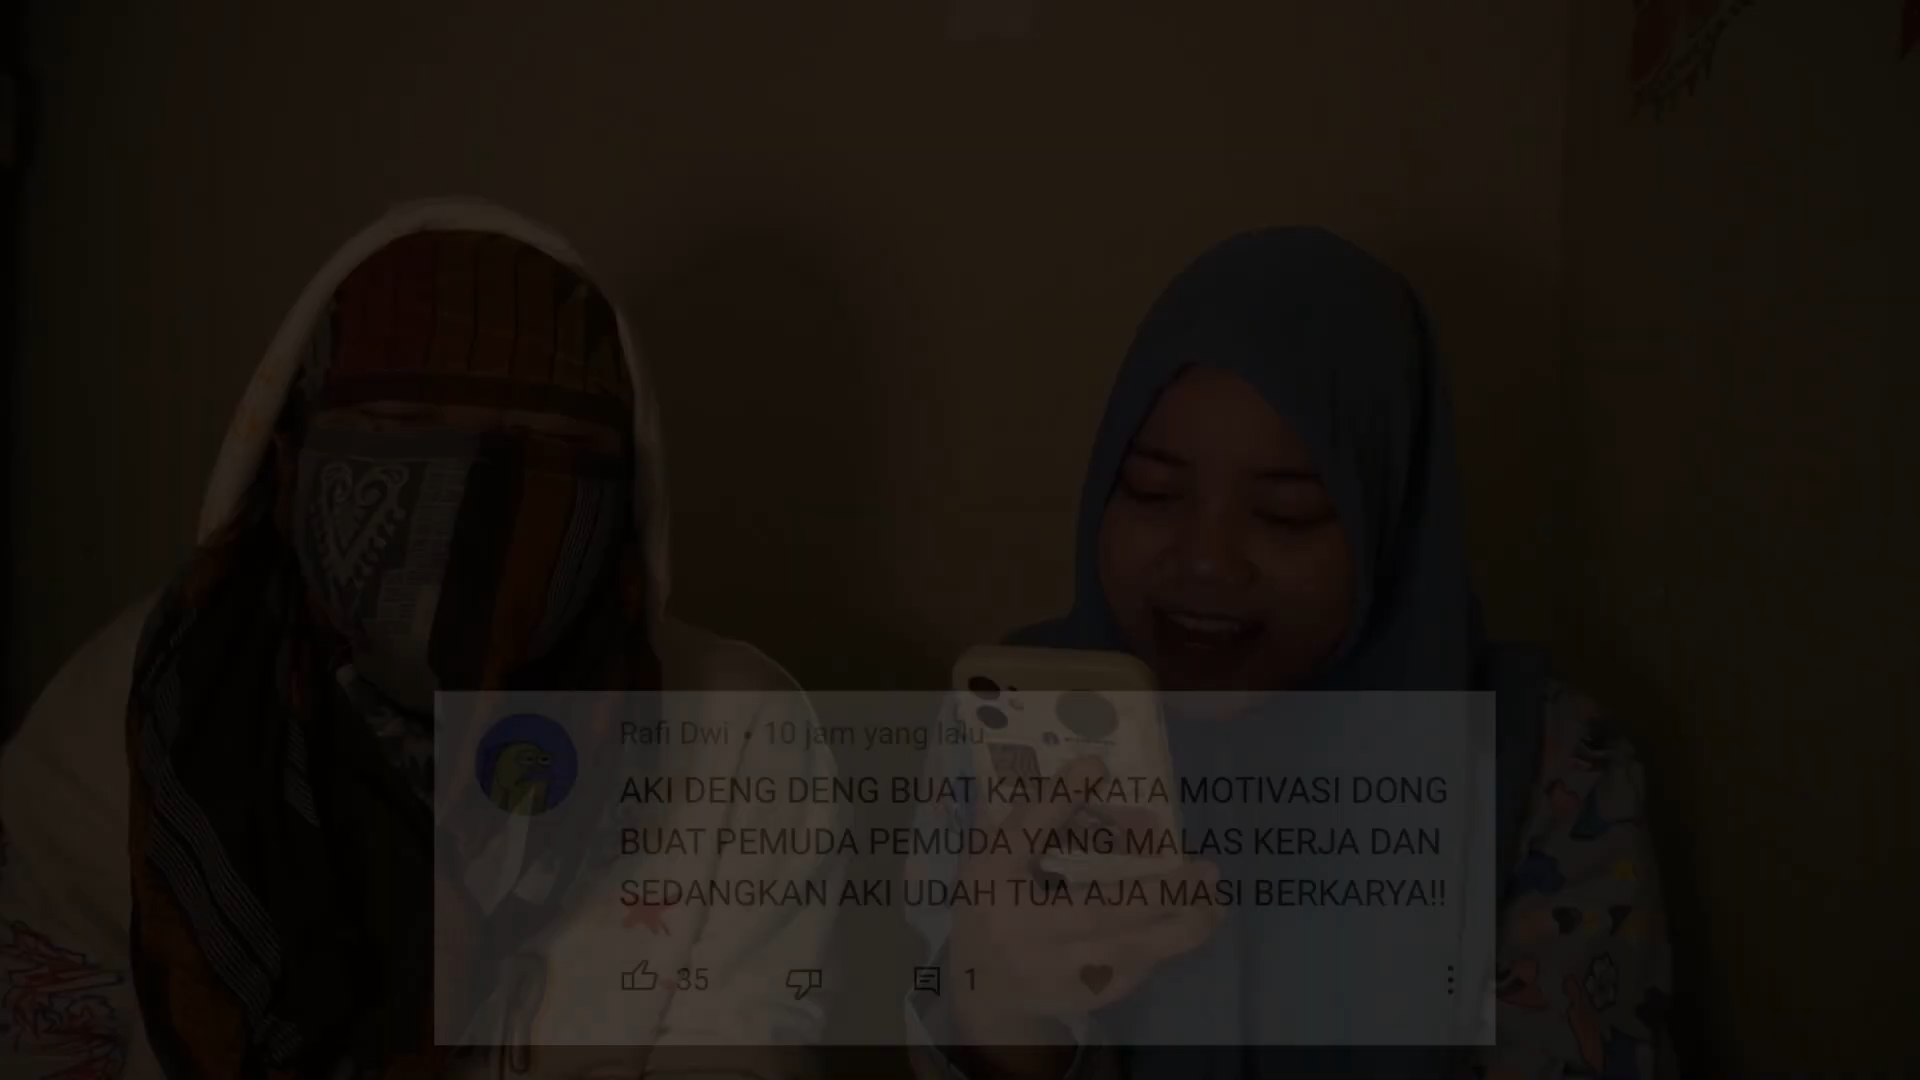 Rafi Dwi • 10 jam yang lalu
AKI DENG DENG BUAT KATA-KATA MOTIVASI DONG
BUAT PEMUDA PEMUDA YANG MALAS KERJA DAN
SEDANGKAN AKI UDAH TUA AJA MASI BERKARYA!!
35 1